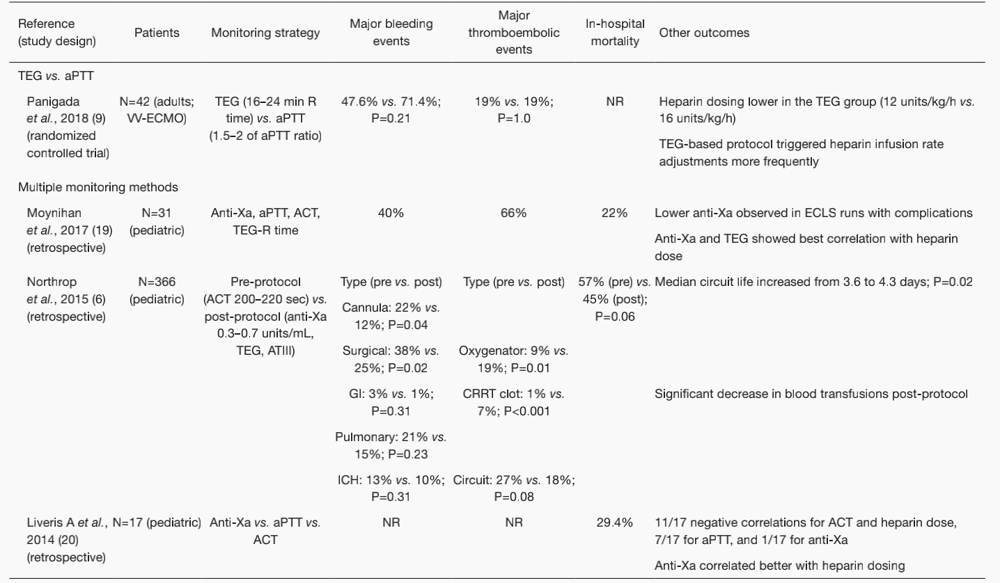 Reference
(study design)
Patients
Monitoring strategy
Major bleeding
events
Major
thromboembolic
events
In-hospital
mortality
Other outcomes
TEG vs. aPTT
Panigada
et al., 2018 (9)
(randomized
controlled trial)
N=42 (adults;
VV-ECMO)
TEG (16–24 min R
time) vs. aPTT
(1.5–2 of aPTT ratio)
47.6% vs. 71.4%;
P=0.21
19% vs. 19%;
P=1.0
NR
Heparin dosing lower in the TEG group (12 units/kg/h vs.
16 units/kg/h)
TEG-based protocol triggered heparin infusion rate
adjustments more frequently
Multiple monitoring methods
Moynihan
et al., 2017 (19)
(retrospective)
N=31
(pediatric)
Anti-Xa, aPTT, ACT,
TEG-R time
40%
66%
22%
Lower anti-Xa observed in ECLS runs with complications
Anti-Xa and TEG showed best correlation with heparin
dose
Northrop
et al., 2015 (6)
(retrospective)
N=366
(pediatric)
Pre-protocol
(ACT 200–220 sec) vs.
post-protocol (anti-Xa
0.3–0.7 units/mL,
TEG, ATIII)
Type (pre vs. post)
Cannula: 22% vs.
12%; P=0.04
Surgical: 38% vs.
25%; P=0.02
GI: 3% vs. 1%;
P=0.31
Pulmonary: 21% vs.
15%; P=0.23
ICH: 13% vs. 10%;
P=0.31
Type (pre vs. post)
Oxygenator: 9% vs.
19%; P=0.01
CRRT clot: 1% vs.
7%; P<0.001
Circuit: 27% vs. 18%;
P=0.08
57% (pre) vs.
45% (post);
P=0.06
Median circuit life increased from 3.6 to 4.3 days; P=0.02
Significant decrease in blood transfusions post-protocol
Liveris A et al.,
2014 (20)
(retrospective)
N=17 (pediatric)
Anti-Xa vs. aPTT vs.
ACT
NR
NR
29.4%
11/17 negative correlations for ACT and heparin dose,
7/17 for aPTT, and 1/17 for anti-Xa
Anti-Xa correlated better with heparin dosing